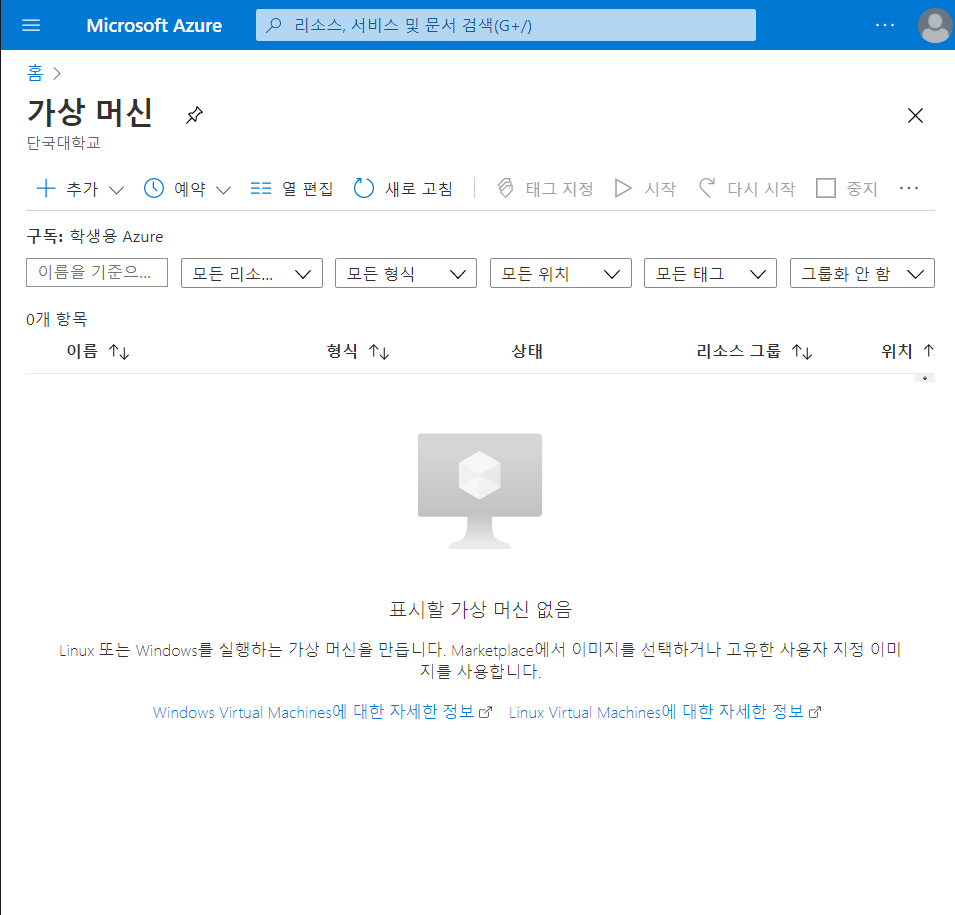 Microsoft Azure 리소스, 서비스 및 문서 검색(G+/) ...
홈 >
가상 머신
단국대학교
추가 예약 열 편집 새로 고침 태그 지정 시작 다시 시작 중지 ...
구독: 학생용 Azure
이름을 기준으... 모든 리소... 모든 형식 모든 위치 모든 태그 그룹화 안 함
0개 항목
이름 ↑↓ 형식 ↑↓ 상태 리소스 그룹 ↑↓ 위치 ↑
표시할 가상 머신 없음
Linux 또는 Windows를 실행하는 가상 머신을 만듭니다. Marketplace에서 이미지를 선택하거나 고유한 사용자 지정 이미
지를 사용합니다.
Windows Virtual Machines에 대한 자세한 정보 Linux Virtual Machines에 대한 자세한 정보